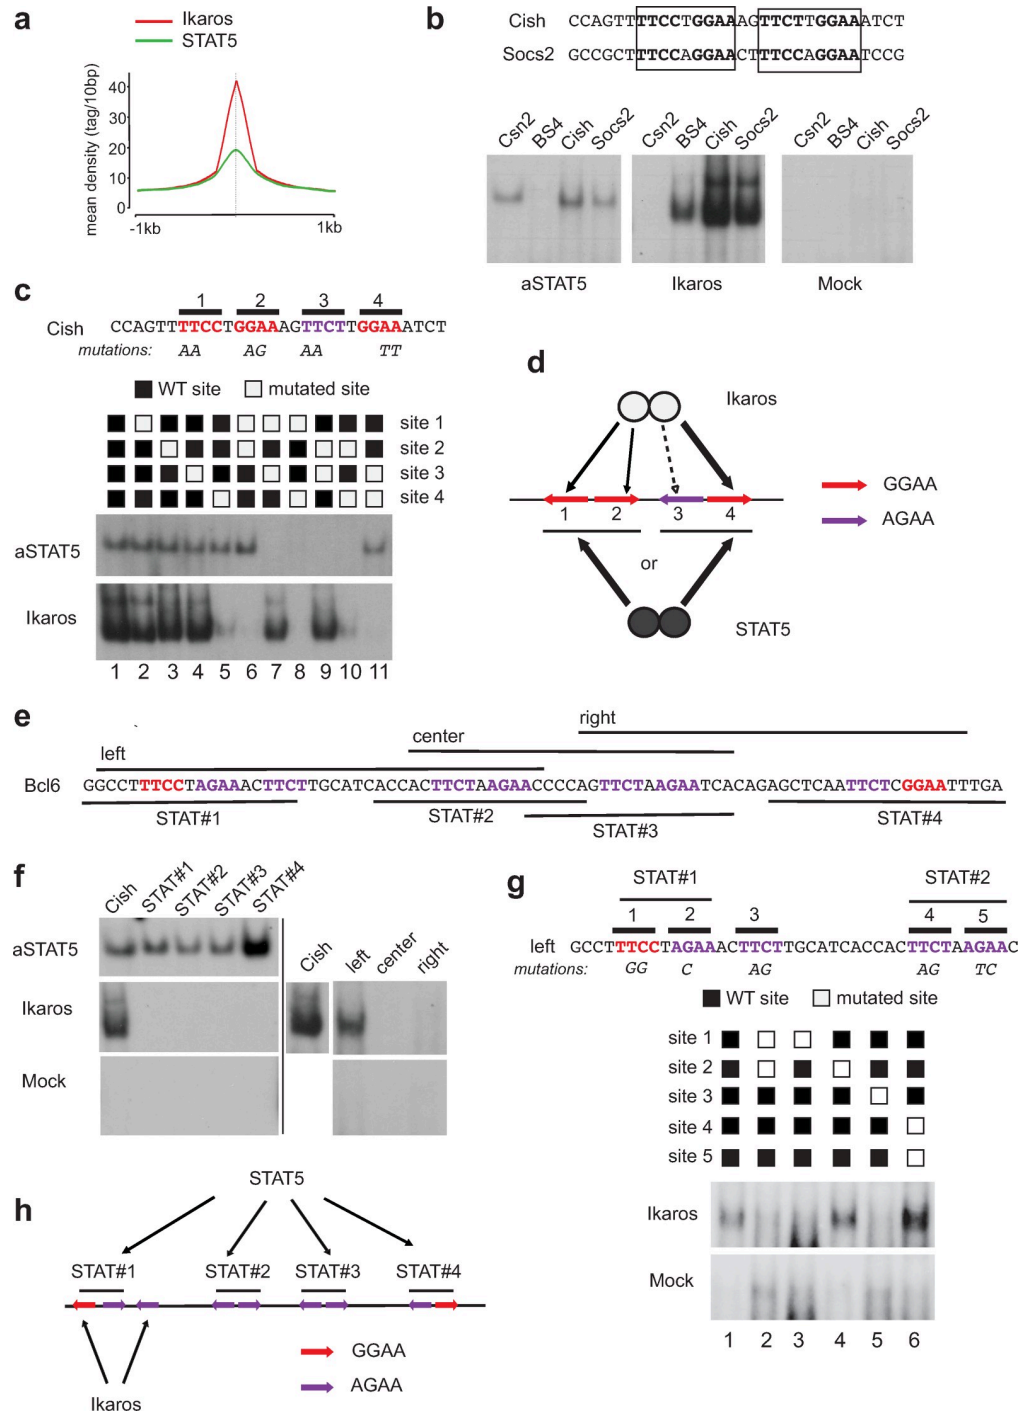 a
Ikaros
STAT5
mean density (tag/10bp)
40
30
20
10
0
-1kb
1kb
b
Cish CCAGTTTTCCTGGAAAGTTCTTGGAAATCT
Socs2 GCCGCTTTCCAGGAACTTTCCAGGAATCCG
Csn2 BS4 Cish Socs2
Csn2 BS4 Cish Socs2
Csn2 BS4 Cish Socs2
aSTAT5 Ikaros Mock
c
1 2 3 4
Cish CCAGTTTTCCTGGAAAGTTCTTGGAAATCT
mutations: AA AG AA TT
WT site mutated site
site 1
site 2
site 3
site 4
aSTAT5
Ikaros
1 2 3 4 5 6 7 8 9 10 11
d
Ikaros
1 2 3 4
or
STAT5
GGAA
AGAA
e
left center right
Bcl6 GGCCTTTCCTAGAAACTTCTTGCATCACCACTTCTAAGAACCCCAGTTCTAAGAATCACAGAGCTCAATTCTCGGAATTTGA
STAT#1 STAT#2 STAT#3 STAT#4
f
Cish STAT#1 STAT#2 STAT#3 STAT#4
aSTAT5
Cish left center right
Ikaros
Mock
g
STAT#1 STAT#2
1 2 3 4 5
left GCCTTTCCTAGAAACTTCTTGCATCACCACTTCTAAGAAC
mutations: GG C AG AG TC
WT site mutated site
site 1
site 2
site 3
site 4
site 5
Ikaros
Mock
1 2 3 4 5 6
h
STAT5
STAT#1 STAT#2 STAT#3 STAT#4
Ikaros
GGAA
AGAA